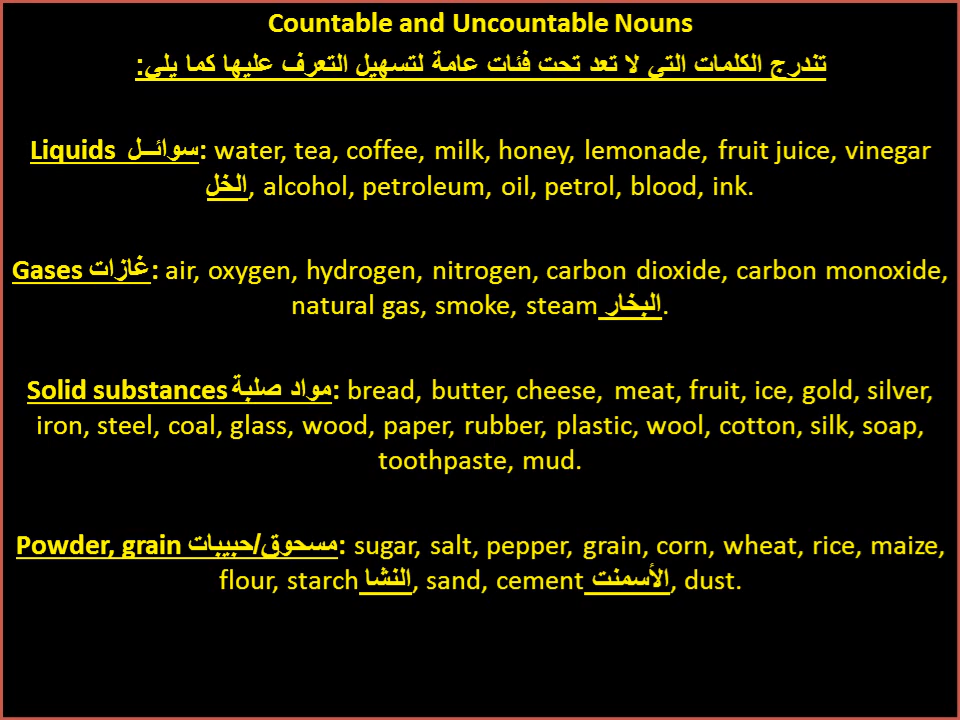 Countable and Uncountable Nouns
تندرج الكلمات التي لا تعد تحت فئات عامة لتسهيل التعرف عليها كما يلي:
Liquids سوائــل: water, tea, coffee, milk, honey, lemonade, fruit juice, vinegar
الخل, alcohol, petroleum, oil, petrol, blood, ink.
Gases غازات: air, oxygen, hydrogen, nitrogen, carbon dioxide, carbon monoxide,
natural gas, smoke, steam البخار.
Solid substances مواد صلبة: bread, butter, cheese, meat, fruit, ice, gold, silver,
iron, steel, coal, glass, wood, paper, rubber, plastic, wool, cotton, silk, soap,
toothpaste, mud.
Powder, grain مسحوق/حبيبات: sugar, salt, pepper, grain, corn, wheat, rice, maize,
flour, starch النشا, sand, cement الأسمنت, dust.